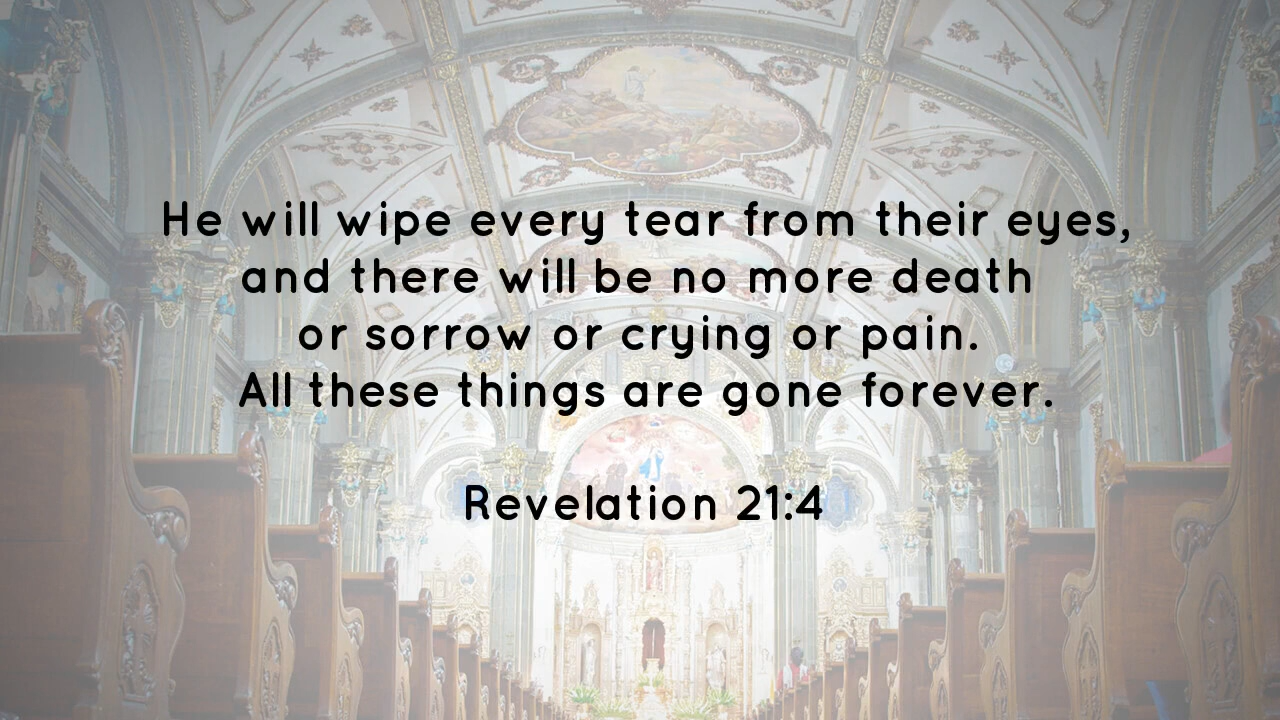 He will wipe every tear from their eyes,
and there will be no more death
or sorrow or crying or pain.
All these things are gone forever.
Revelation 21:4